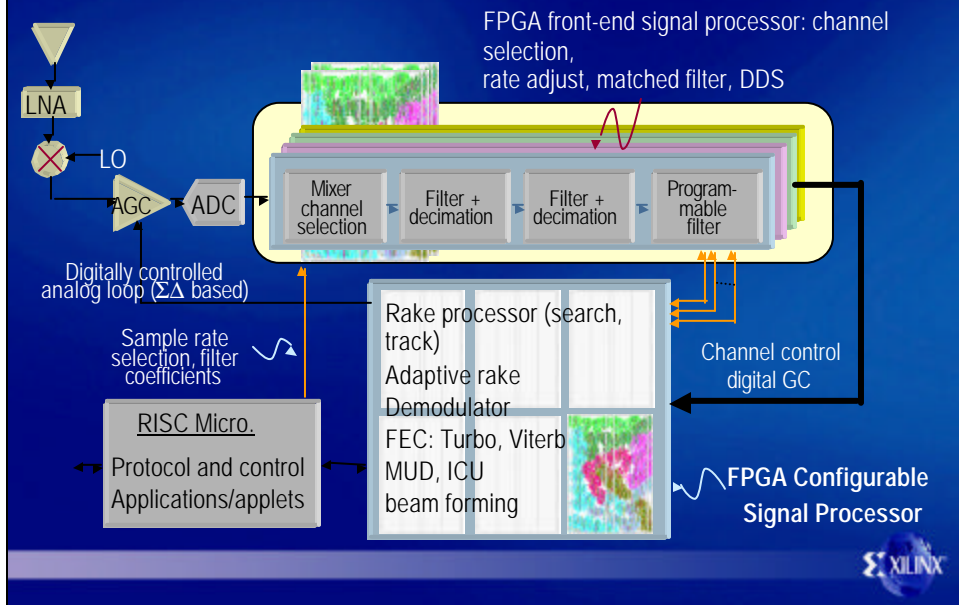 FPGA front-end signal processor: channel
selection,
rate adjust, matched filter, DDS
LNA
LO
AGC
ADC
Mixer
channel
selection
Filter +
decimation
Filter +
decimation
Program-
mable
filter
Digitally controlled
analog loop (ΣΔ based)
Sample rate
selection, filter
coefficients
Rake processor (search,
track)
Adaptive rake
Demodulator
FEC: Turbo, Viterb
MUD, ICU
beam forming
Channel control
digital GC
RISC Micro.
Protocol and control
Applications/applets
FPGA Configurable
Signal Processor
XILINX